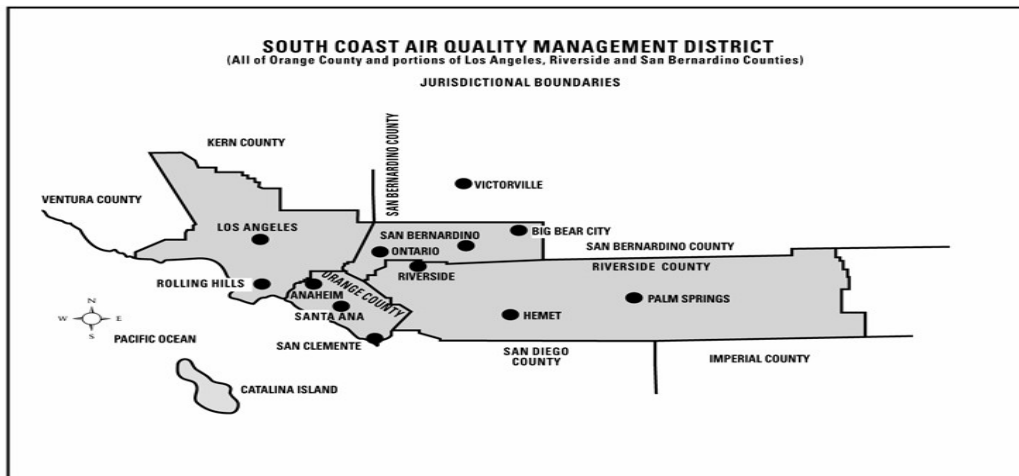 SOUTH COAST AIR QUALITY MANAGEMENT DISTRICT
(All of Orange County and portions of Los Angeles, Riverside and San Bernardino Counties)
JURISDICTIONAL BOUNDARIES
KERN COUNTY
SAN BERNARDINO COUNTY
VICTORVILLE
VENTURA COUNTY
LOS ANGELES
SAN BERNARDINO
BIG BEAR CITY
ONTARIO
SAN BERNARDINO COUNTY
RIVERSIDE COUNTY
RIVERSIDE
ROLLING HILLS
ORANGE COUNTY
ANAHEIM
PALM SPRINGS
SANTA ANA
HEMET
N
W
E
S
PACIFIC OCEAN
SAN CLEMENTE
SAN DIEGO
COUNTY
IMPERIAL COUNTY
CATALINA ISLAND